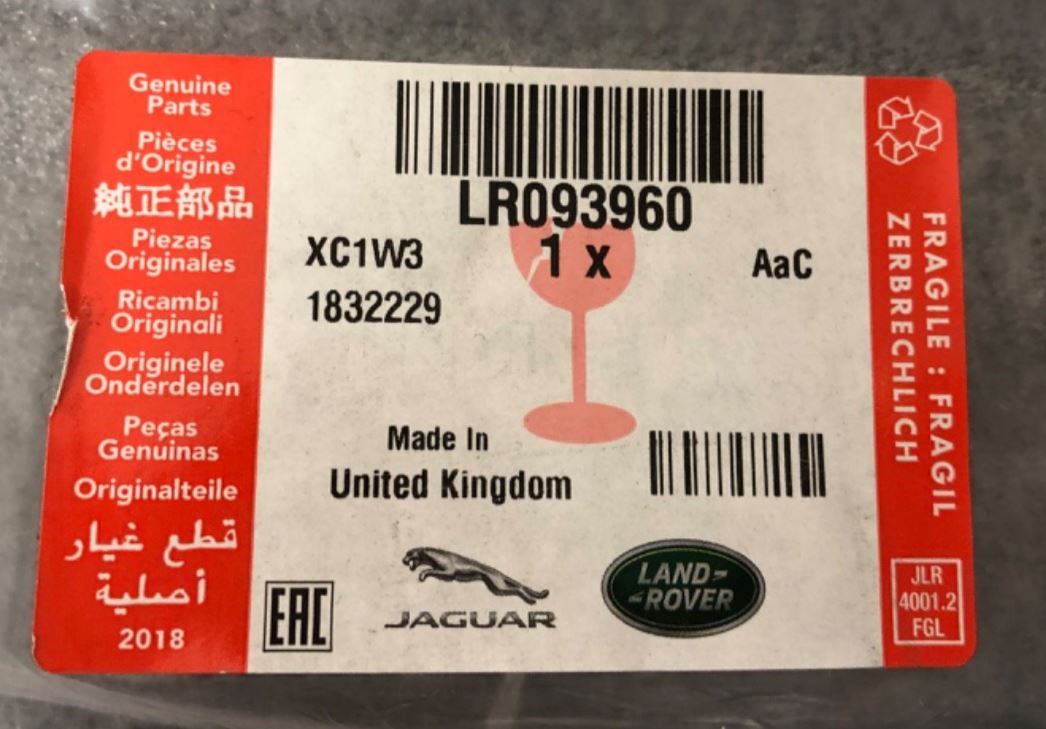 Genuine
Parts
Pièces
d'Origine
純正部品
Piezas
Originales
Ricambi
Originali
Originele
Onderdelen
Peças
Genuinas
Originalteile
قطع غيار
أصلية
2018
LR093960
XC1W3
1 x
AaC
1832229
Made In
United Kingdom
EAC
JAGUAR
LAND-
-ROVER
FRAGILE : FRAGIL
ZERBRECHLICH
JLR
4001.2
FGL